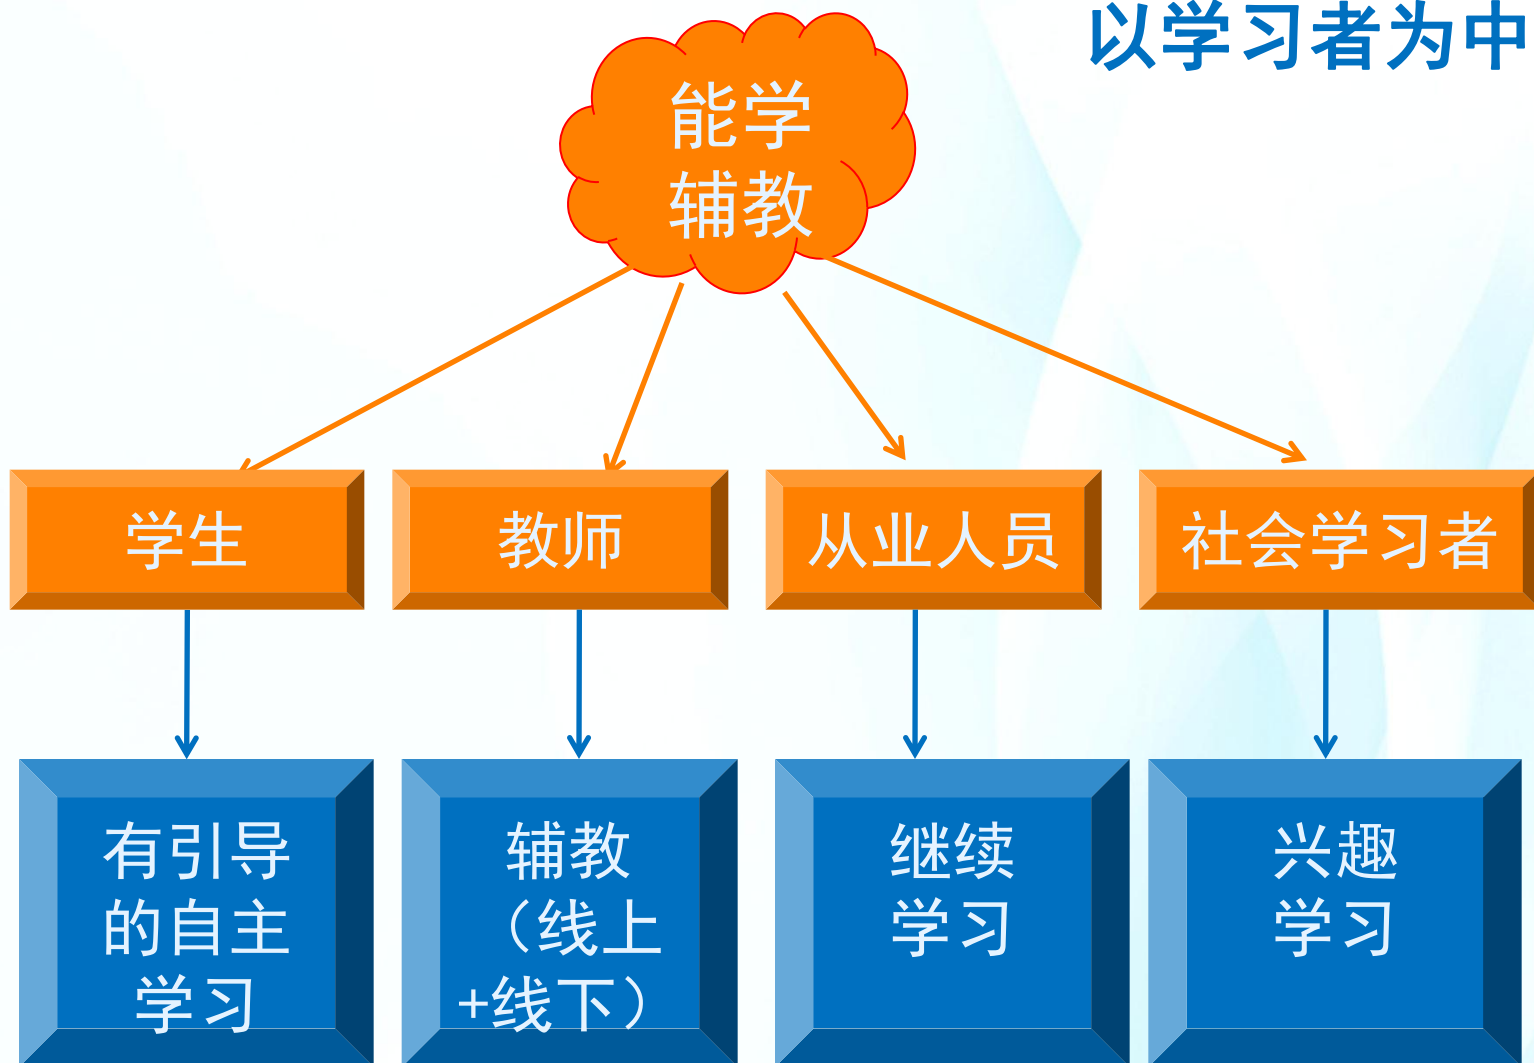 以学习者为中
能学
辅教
学生
教师
从业人员
社会学习者
有引导
的自主
学习
辅教
（线上
+线下）
继续
学习
兴趣
学习